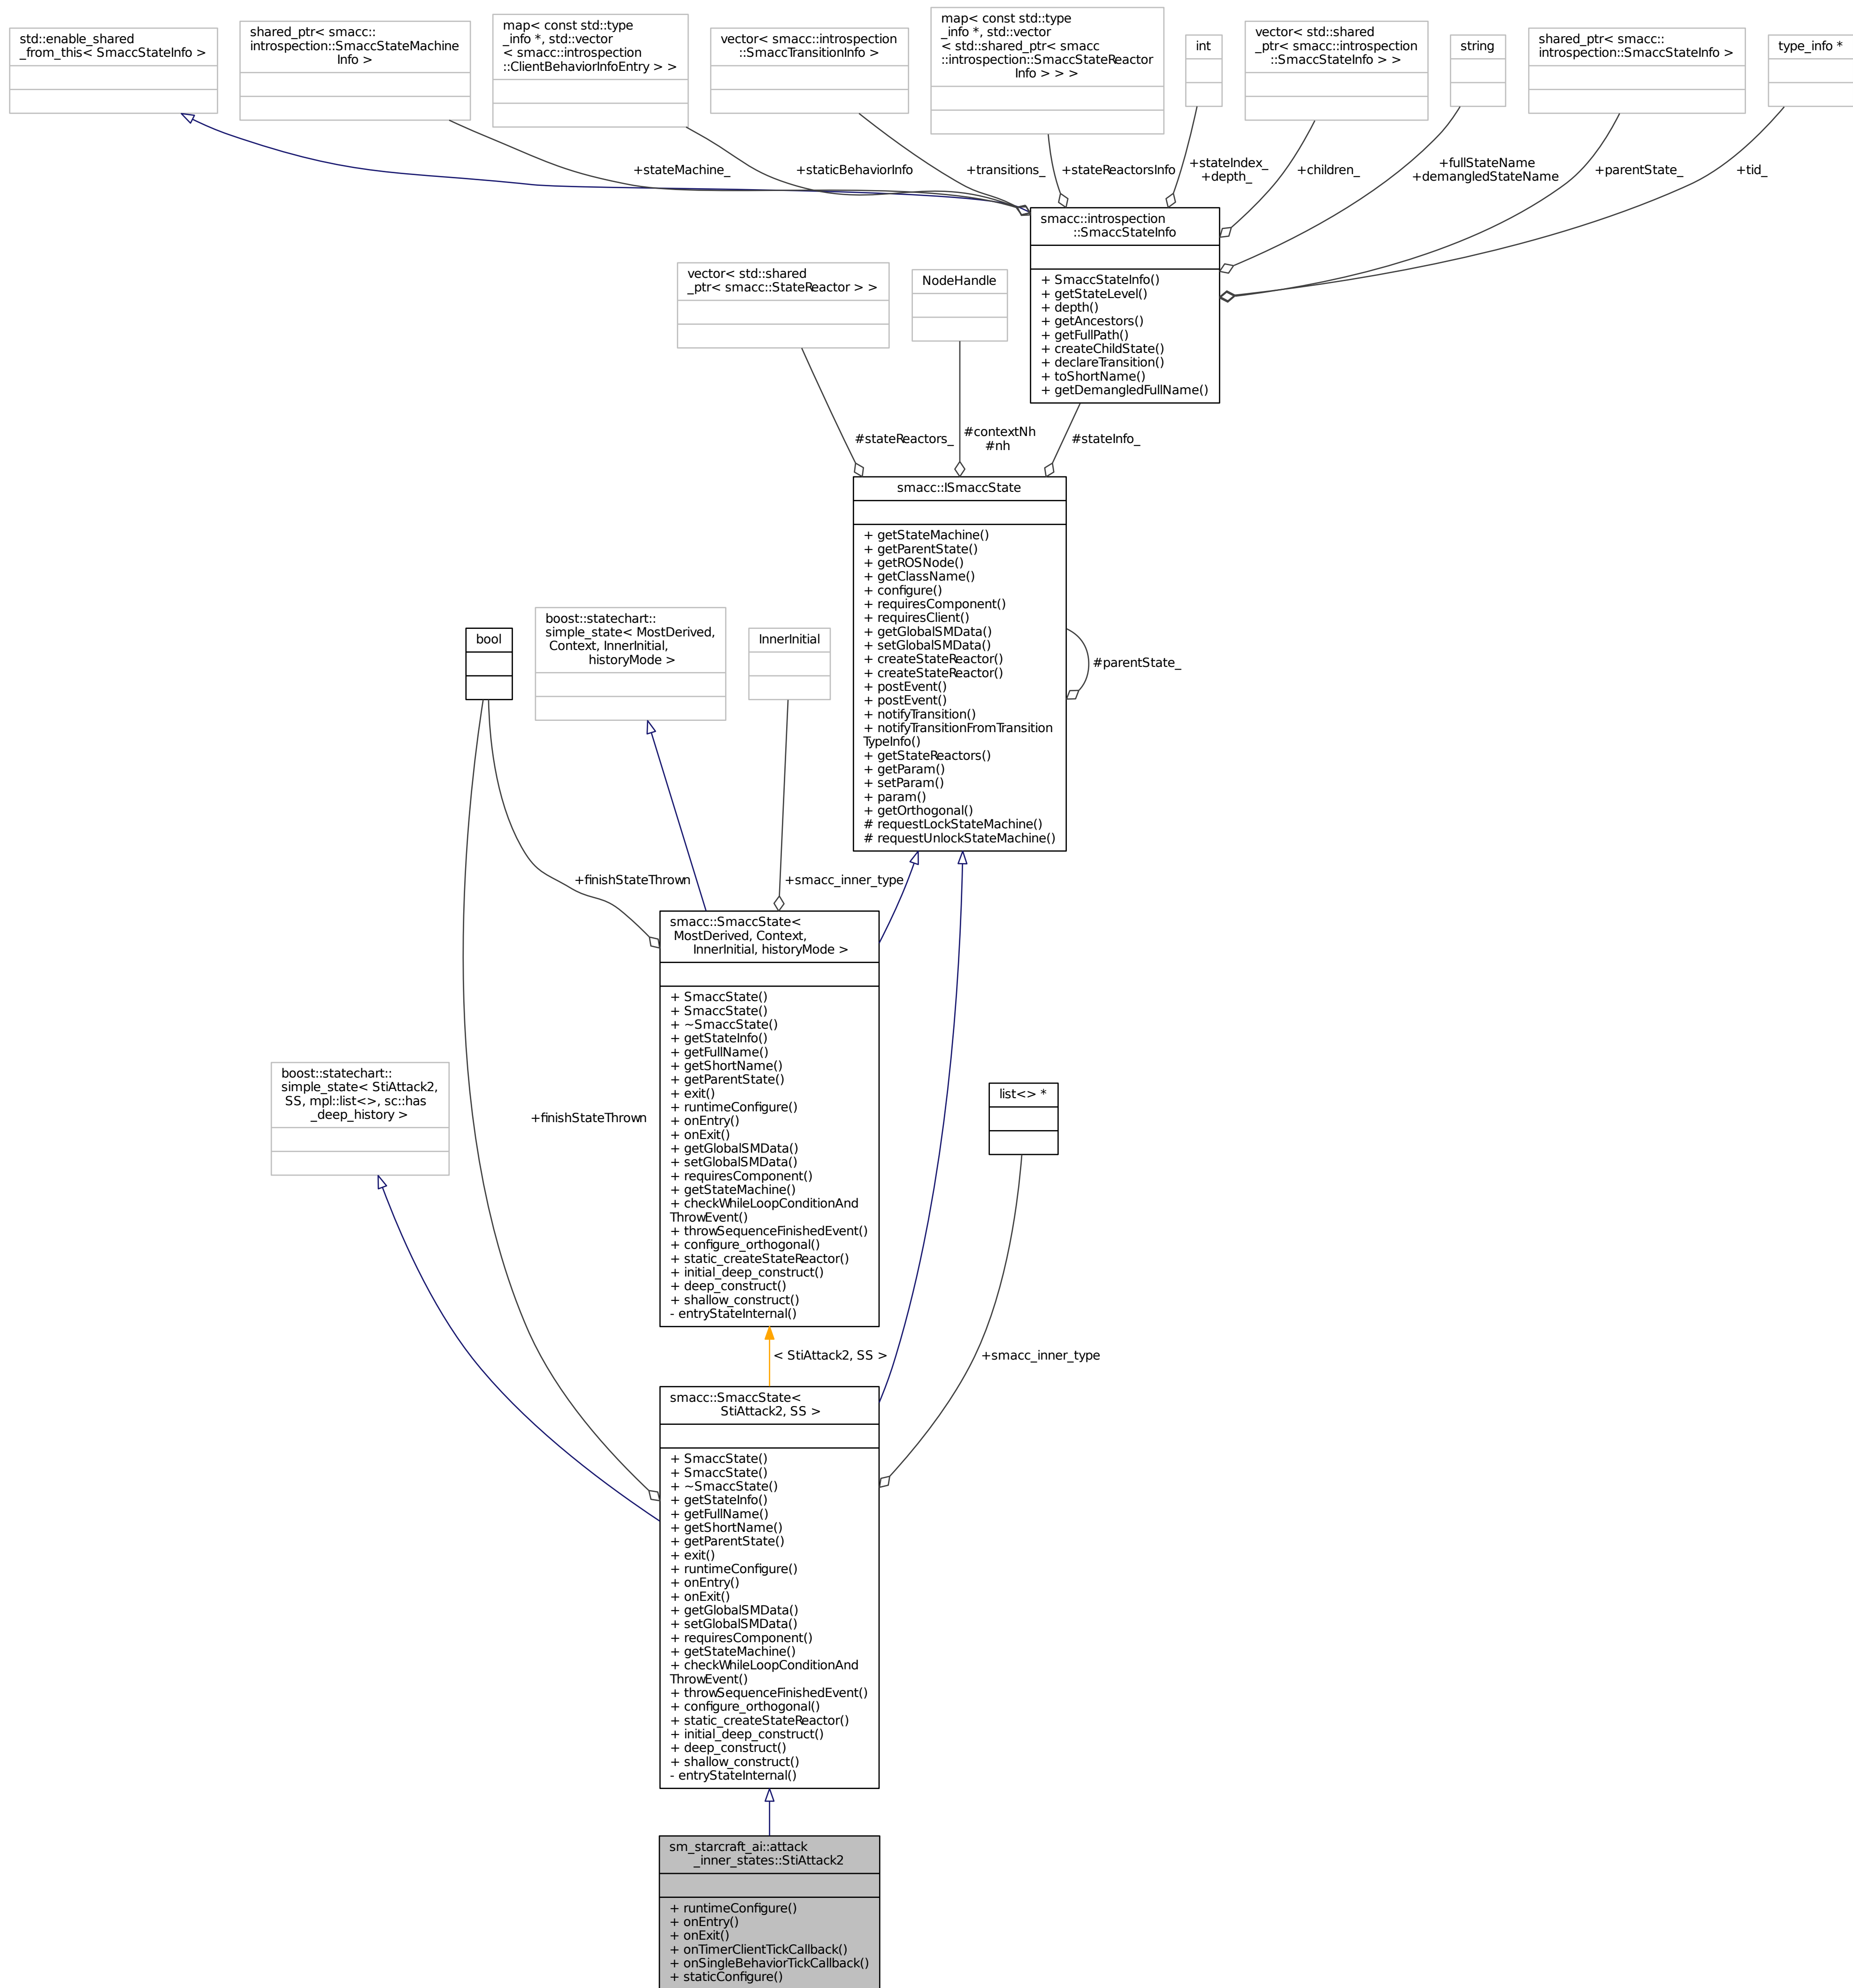 std::enable_shared
_from_this< SmaccStateInfo >
shared_ptr< smacc::
introspection::SmaccStateMachine
Info >
map< const std::type
_info *, std::vector
< smacc::introspection
::ClientBehaviorInfoEntry > >
vector< smacc::introspection
::SmaccTransitionInfo >
map< const std::type
_info *, std::vector
< std::shared_ptr< smacc
::introspection::SmaccStateReactor
Info > > >
int
vector< std::shared
_ptr< smacc::introspection
::SmaccStateInfo > >
string
shared_ptr< smacc::
introspection::SmaccStateInfo >
type_info *
+stateMachine_
+staticBehaviorInfo
+transitions_
+stateReactorsInfo
+stateIndex_
+depth_
+children_
+fullStateName
+demangledStateName
+parentState_
+tid_
smacc::introspection
::SmaccStateInfo
+ SmaccStateInfo()
+ getStateLevel()
+ depth()
+ getAncestors()
+ getFullPath()
+ createChildState()
+ declareTransition()
+ toShortName()
+ getDemangledFullName()
vector< std::shared
_ptr< smacc::StateReactor > >
NodeHandle
#stateReactors_
#contextNh
#nh
#stateInfo_
smacc::ISmaccState
+ getStateMachine()
+ getParentState()
+ getROSNode()
+ getClassName()
+ configure()
+ requiresComponent()
+ requiresClient()
+ getGlobalSMData()
+ setGlobalSMData()
+ createStateReactor()
+ createStateReactor()
+ postEvent()
+ postEvent()
+ notifyTransition()
+ notifyTransitionFromTransition
TypeInfo()
+ getStateReactors()
+ getParam()
+ setParam()
+ param()
+ getOrthogonal()
# requestLockStateMachine()
# requestUnlockStateMachine()
#parentState_
bool
boost::statechart::
simple_state< MostDerived,
Context, InnerInitial,
historyMode >
InnerInitial
+finishStateThrown
+smacc_inner_type
smacc::SmaccState<
MostDerived, Context,
InnerInitial, historyMode >
+ SmaccState()
+ SmaccState()
+ ~SmaccState()
+ getStateInfo()
+ getFullName()
+ getShortName()
+ getParentState()
+ exit()
+ runtimeConfigure()
+ onEntry()
+ onExit()
+ getGlobalSMData()
+ setGlobalSMData()
+ requiresComponent()
+ getStateMachine()
+ checkWhileLoopConditionAnd
ThrowEvent()
+ throwSequenceFinishedEvent()
+ configure_orthogonal()
+ static_createStateReactor()
+ initial_deep_construct()
+ deep_construct()
+ shallow_construct()
- entryStateInternal()
boost::statechart::
simple_state< StiAttack2,
SS, mpl::list<>, sc::has
_deep_history >
+finishStateThrown
list<> *
< StiAttack2, SS >
+smacc_inner_type
smacc::SmaccState<
StiAttack2, SS >
+ SmaccState()
+ SmaccState()
+ ~SmaccState()
+ getStateInfo()
+ getFullName()
+ getShortName()
+ getParentState()
+ exit()
+ runtimeConfigure()
+ onEntry()
+ onExit()
+ getGlobalSMData()
+ setGlobalSMData()
+ requiresComponent()
+ getStateMachine()
+ checkWhileLoopConditionAnd
ThrowEvent()
+ throwSequenceFinishedEvent()
+ configure_orthogonal()
+ static_createStateReactor()
+ initial_deep_construct()
+ deep_construct()
+ shallow_construct()
- entryStateInternal()
sm_starcraft_ai::attack
_inner_states::StiAttack2
+ runtimeConfigure()
+ onEntry()
+ onExit()
+ onTimerClientTickCallback()
+ onSingleBehaviorTickCallback()
+ staticConfigure()